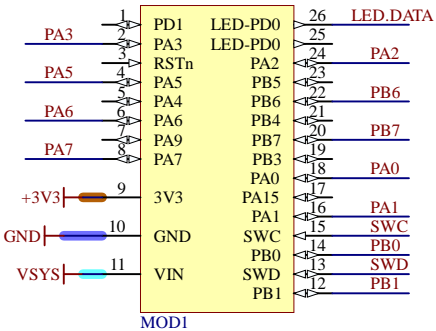 1 PD1 LED-PD0 26 LED.DATA
PA3 2 PA3 LED-PD0 25
3 RSTn PA2 24 PA2
PA5 4 PA5 PB5 23
5 PA4 PB6 22 PB6
PA6 6 PA6 PB4 21
7 PA9 PB7 20 PB7
PA7 8 PA7 PB3 19
PA0 18 PA0
+3V3 9 3V3 PA15 17
PA1 16 PA1
GND 10 GND SWC 15 SWC
PB0 14 PB0
VSYS 11 VIN SWD 13 SWD
PB1 12 PB1
MOD1